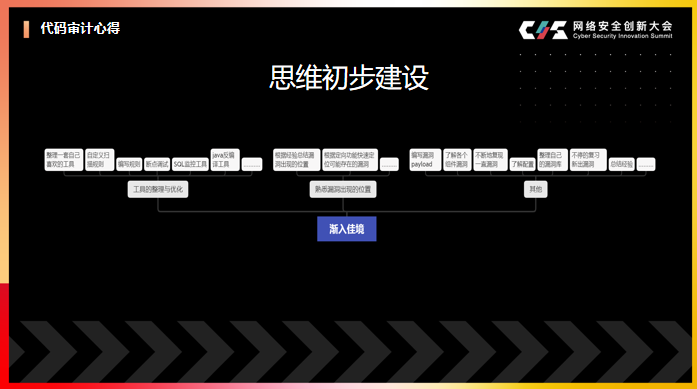 代码审计心得
网络安全创新大会
Cyber Security Innovation Summit
思维初步建设
整理一套自己
喜欢的工具
自定义扫
描规则
编写规则
断点调试
SQL监控工具
java反编
译工具
............
根据经验总结漏
洞出现的位置
根据定向功能快速定
位可能存在的漏洞
............
编写漏洞
payload
了解各个
组件漏洞
不断地复现
一直漏洞
了解配置
整理自己
的漏洞库
不停的复习
新出漏洞
总结经验
............
工具的整理与优化
熟悉漏洞出现的位置
其他
渐入佳境